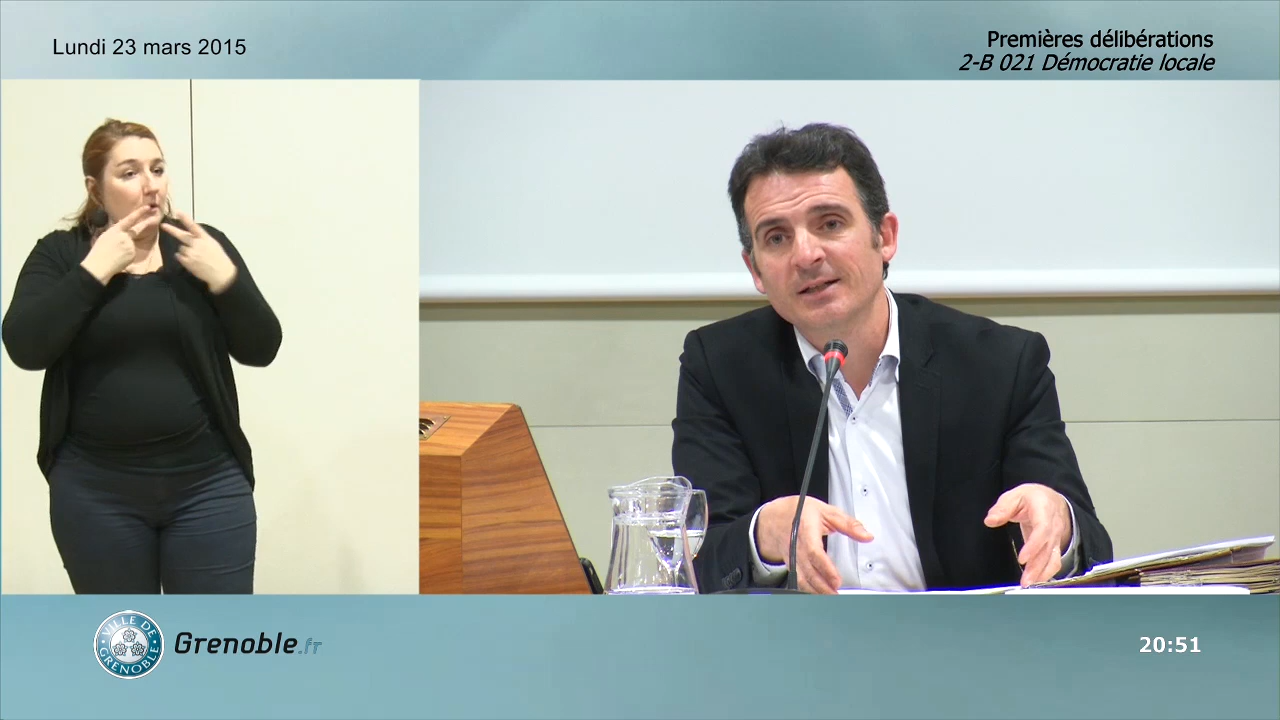 Lundi 23 mars 2015
Premières délibérations
2-B 021 Démocratie locale
VILLE DE GRENOBLE
Grenoble.fr
20:51